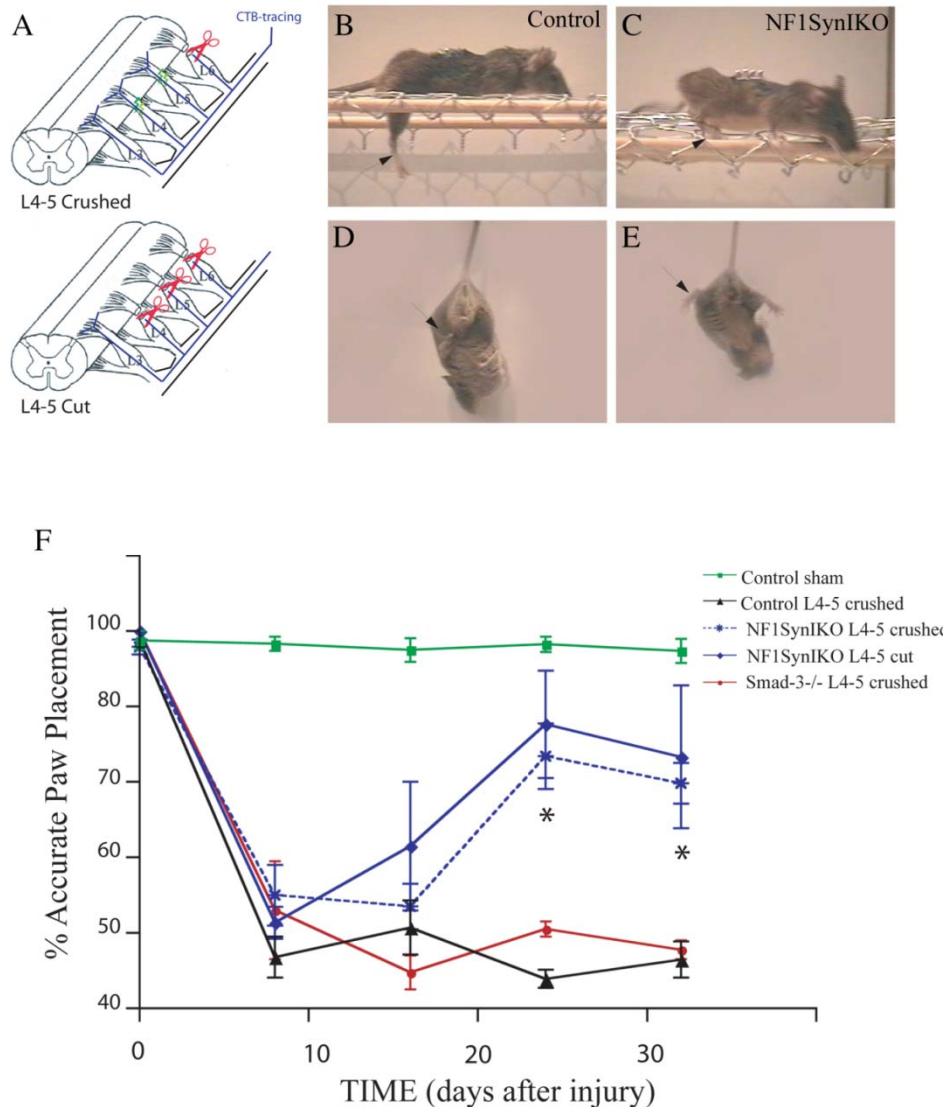 A
CTB-tracing
L6
L5
L4
L3
L4-5 Crushed
L6
L5
L4
L3
L4-5 Cut
B
Control
C
NF1SynIKO
D
E
F
% Accurate Paw Placement
100
80
70
60
50
40
0
10
20
30
TIME (days after injury)
*
*
Control sham
Control L4-5 crushed
NF1SynIKO L4-5 crushed
NF1SynIKO L4-5 cut
Smad-3-/- L4-5 crushed